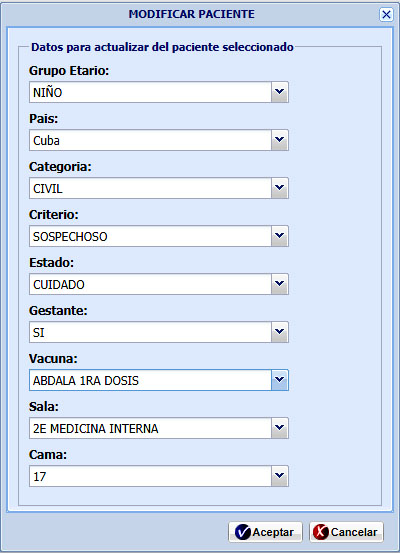 MODIFICAR PACIENTE
Datos para actualizar del paciente seleccionado
Grupo Etario:
NIÑO
Pais:
Cuba
Categoria:
CIVIL
Criterio:
SOSPECHOSO
Estado:
CUIDADO
Gestante:
SI
Vacuna:
ABDALA 1RA DOSIS
Sala:
2E MEDICINA INTERNA
Cama:
17
Aceptar Cancelar